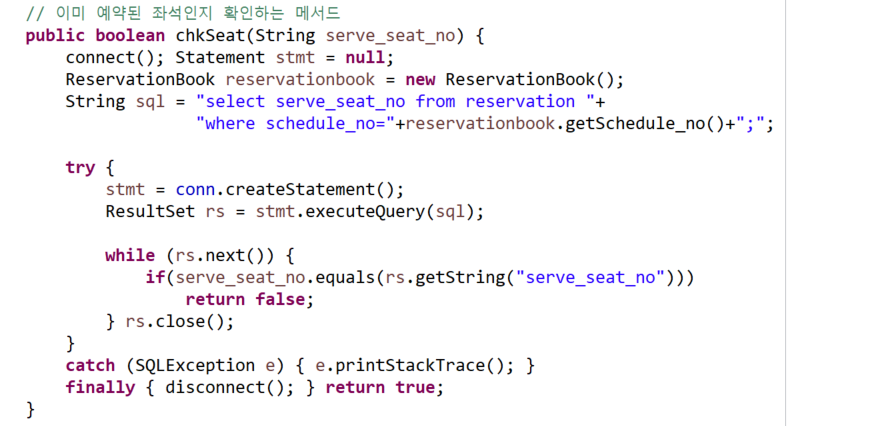 // 이미 예약된 좌석인지 확인하는 메서드
public boolean chkSeat(String serve_seat_no) {
    connect(); Statement stmt = null;
    ReservationBook reservationbook = new ReservationBook();
    String sql = "select serve_seat_no from reservation "+
                 "where schedule_no="+reservationbook.getSchedule_no()+";";

    try {
        stmt = conn.createStatement();
        ResultSet rs = stmt.executeQuery(sql);

        while (rs.next()) {
            if(serve_seat_no.equals(rs.getString("serve_seat_no")))
                return false;
        } rs.close();
    }
    catch (SQLException e) { e.printStackTrace(); }
    finally { disconnect(); } return true;
}